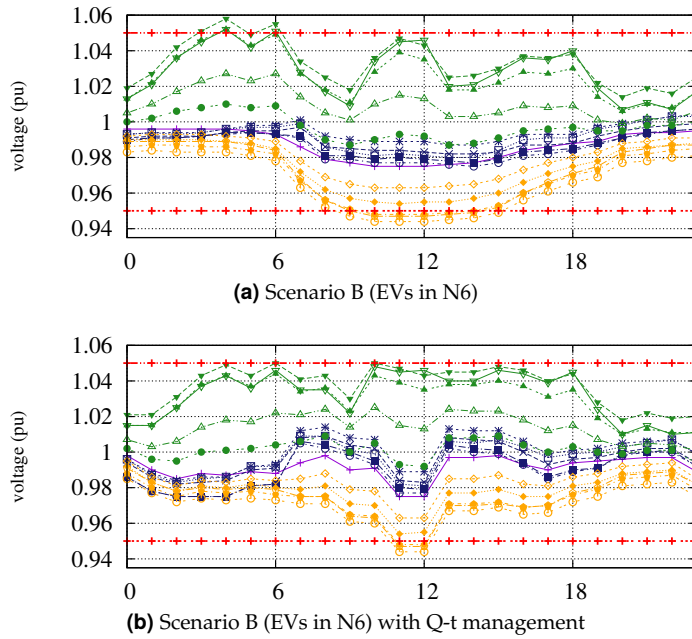 1.06
1.04
1.02
1
0.98
0.96
0.94
voltage (pu)
0 6 12 18
(a) Scenario B (EVs in N6)
1.06
1.04
1.02
1
0.98
0.96
0.94
voltage (pu)
0 6 12 18
(b) Scenario B (EVs in N6) with Q-t management